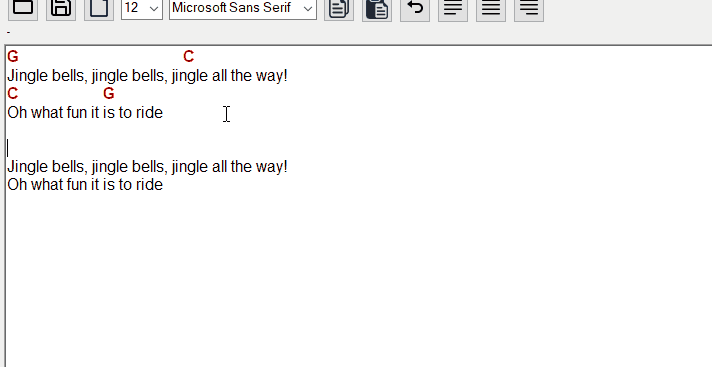 12 Microsoft Sans Serif
-
G C
Jingle bells, jingle bells, jingle all the way!
C G
Oh what fun it is to ride
Jingle bells, jingle bells, jingle all the way!
Oh what fun it is to ride